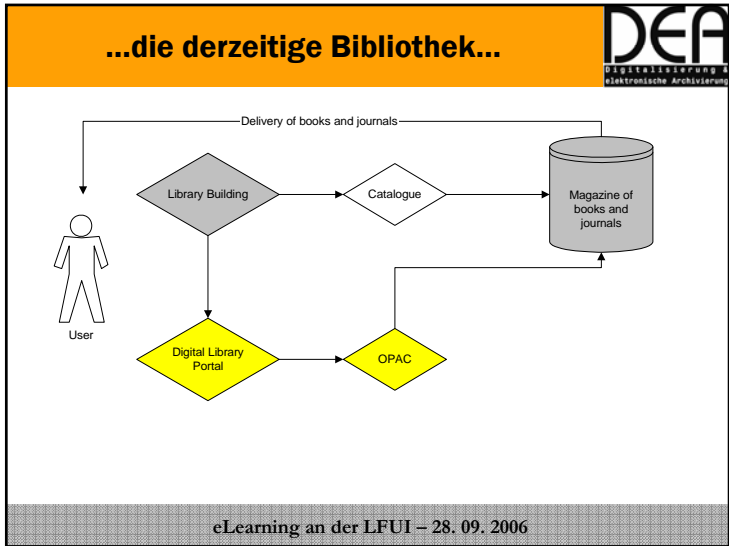 ...die derzeitige Bibliothek...
DEA
Digitalisierung &
elektronische Archivierung
Delivery of books and journals
Library Building
Catalogue
Magazine of
books and
journals
User
Digital Library
Portal
OPAC
eLearning an der LFUI – 28. 09. 2006